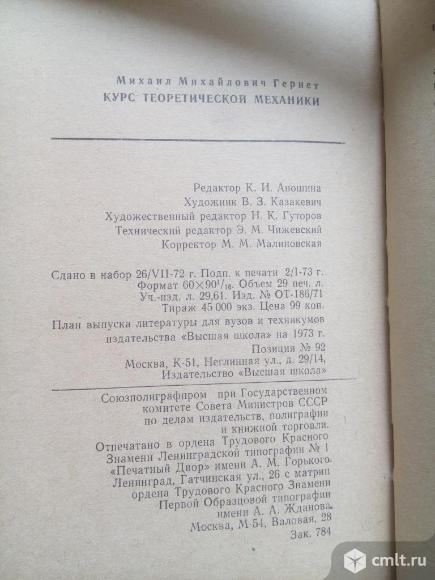 Михаил Михайлович Гернет
КУРС ТЕОРЕТИЧЕСКОЙ МЕХАНИКИ
Редактор К. И. Аношина
Художник В. З. Казакевич
Художественный редактор Н. К. Гуторов
Технический редактор Э. М. Чижевский
Корректор М. М. Малиновская
Сдано в набор 26/VII-72 г. Подп. к печати 2/I-73 г.
Формат 60×90¹/₁₆. Объем 29 печ. л.
Уч.-изд. л. 29,61. Изд. № ОТ-186/71
Тираж 45 000 экз. Цена 99 коп.
План выпуска литературы для вузов и техникумов
издательства «Высшая школа» на 1973 г.
Позиция № 92
Москва, К-51, Неглинная ул., д. 29/14,
Издательство «Высшая школа»
Союзполиграфпром при Государственном
комитете Совета Министров СССР
по делам издательств, полиграфии
и книжной торговли.
Отпечатано в ордена Трудового Красного
Знамени Ленинградской типографии № 1
«Печатный Двор» имени А. М. Горького,
Ленинград, Гатчинская ул., 26 с матриц
ордена Трудового Красного Знамени
Первой Образцовой типографии
имени А. А. Жданова.
Москва, М-54, Валовая, 28
Зак. 784
cmlt.ru